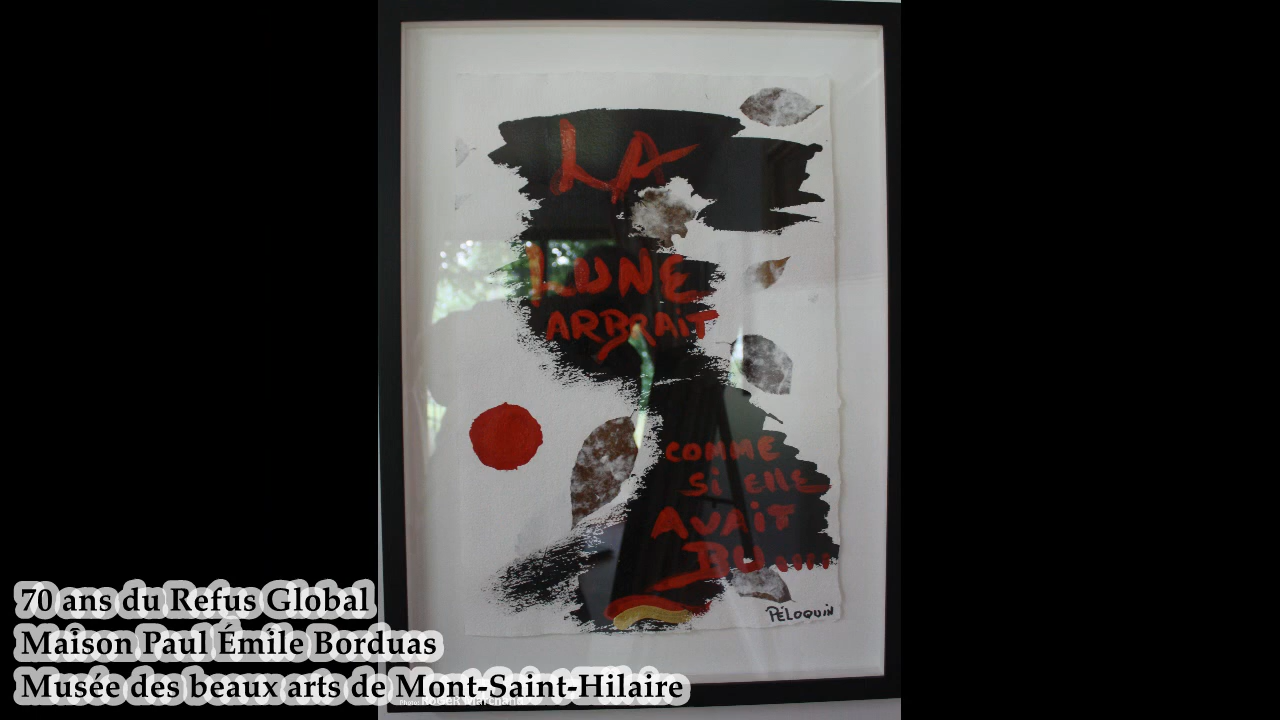 LA
LUNE
ARBRAiT
COMME
Si EllE
AVAiT
BU....
PÉLOQUiN
70 ans du Refus Global
Maison Paul Émile Borduas
Musée des beaux arts de Mont-Saint-Hilaire